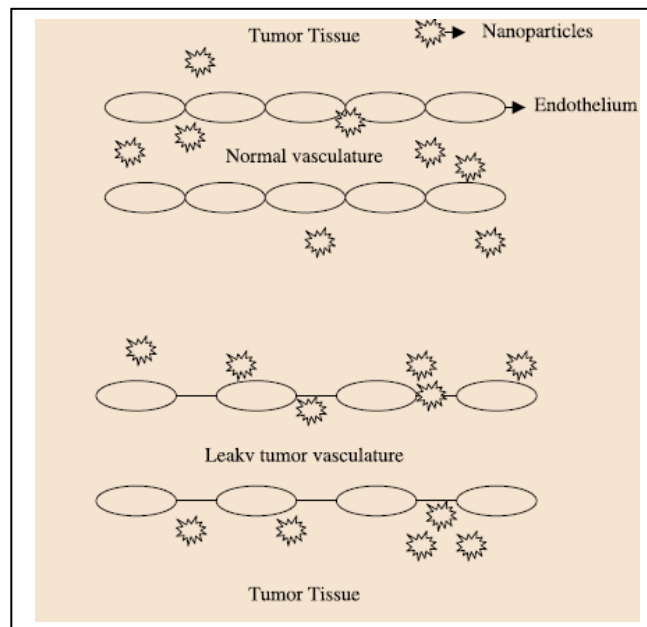 Tumor Tissue
Nanoparticles
Endothelium
Normal vasculature
Leakv tumor vasculature
Tumor Tissue